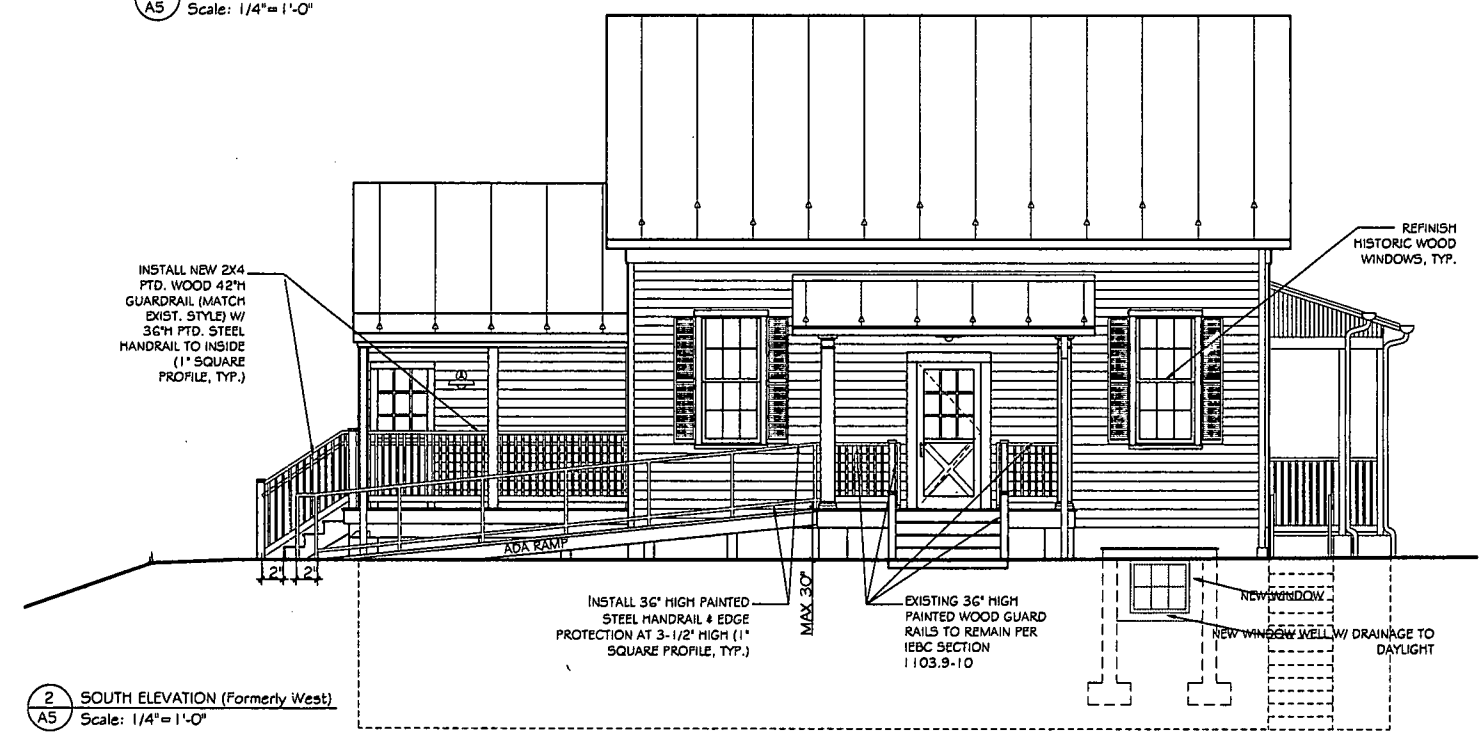 A5
Scale: 1/4"= 1'-0"
REFINISH
HISTORIC WOOD
WINDOWS, TYP.
INSTALL NEW 2X4
PTD. WOOD 42"H
GUARDRAIL (MATCH
EXIST. STYLE) W/
36"H PTD. STEEL
HANDRAIL TO INSIDE
(1" SQUARE
PROFILE, TYP.)
A
ADA RAMP
2'
2'
INSTALL 36" HIGH PAINTED
STEEL HANDRAIL & EDGE
PROTECTION AT 3-1/2" HIGH (1"
SQUARE PROFILE, TYP.)
MAX 30"
EXISTING 36" HIGH
PAINTED WOOD GUARD
RAILS TO REMAIN PER
IEBC SECTION
1103.9-10
NEW WINDOW
NEW WINDOW WELL W/ DRAINAGE TO
DAYLIGHT
2
A5
SOUTH ELEVATION (Formerly West)
Scale: 1/4"= 1'-0"